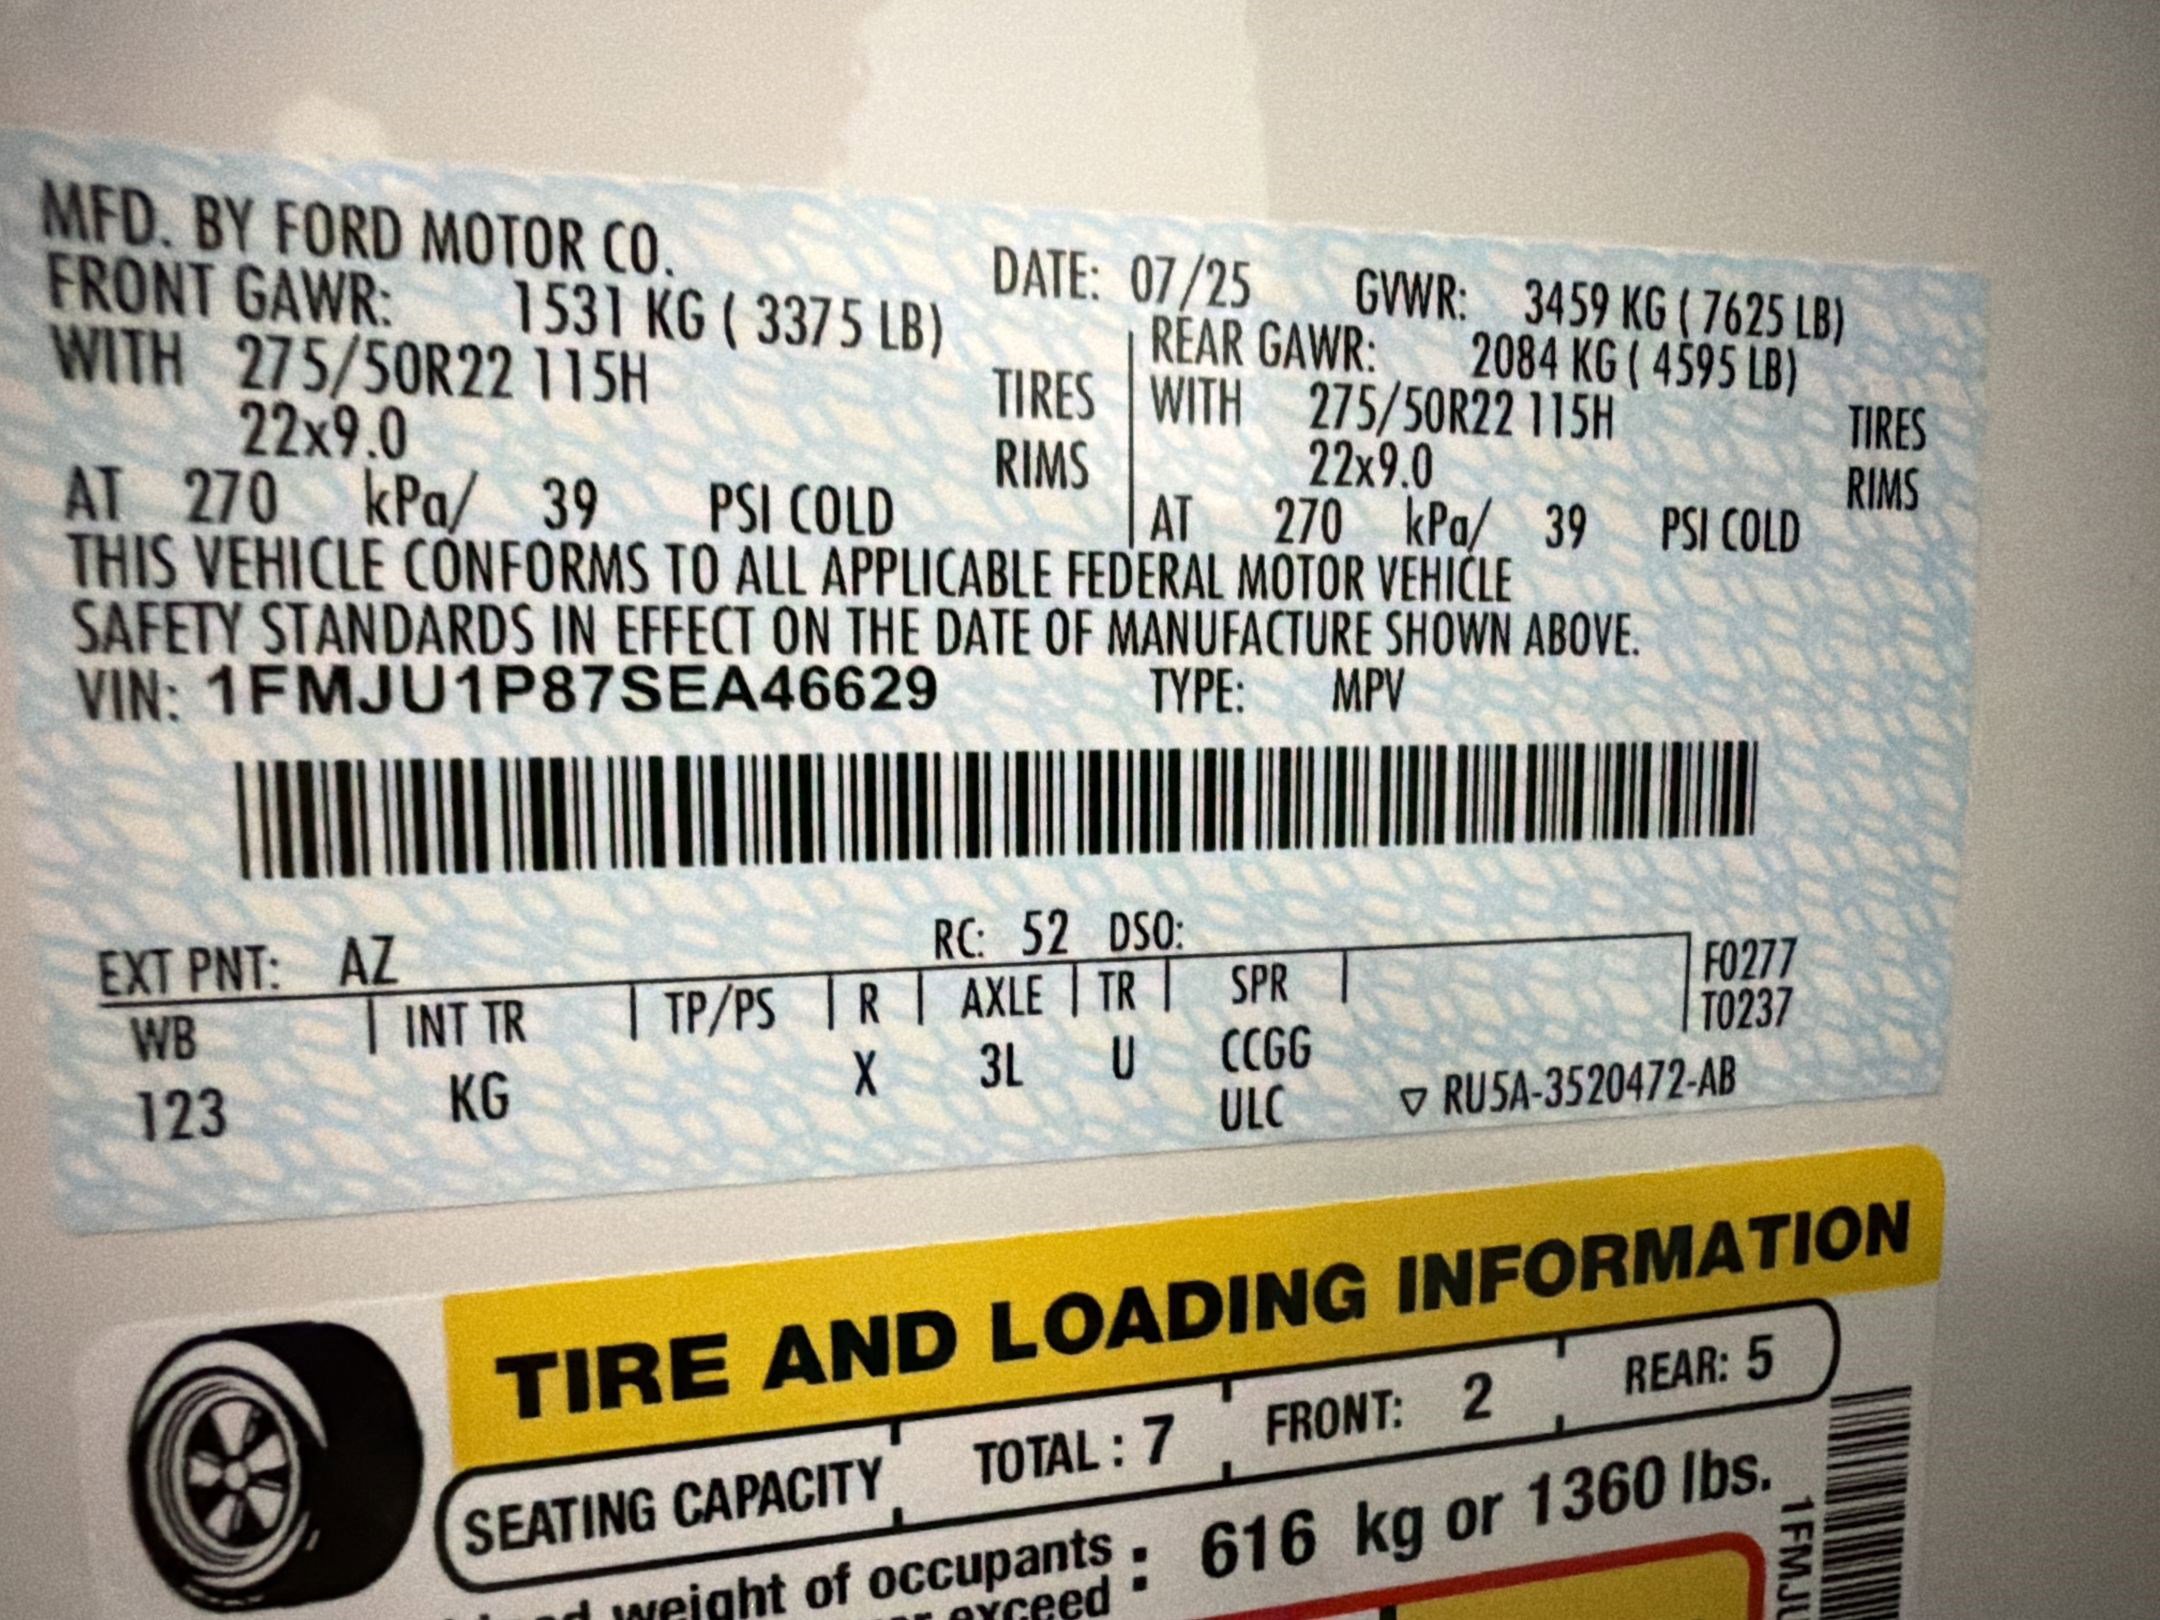 MFD. BY FORD MOTOR CO.
DATE: 07/25 GVWR: 3459 KG ( 7625 LB)
FRONT GAWR: 1531 KG ( 3375 LB)
WITH 275/50R22 115H TIRES
22x9.0 RIMS
AT 270 kPa/ 39 PSI COLD
REAR GAWR: 2084 KG ( 4595 LB)
WITH 275/50R22 115H TIRES
22x9.0 RIMS
AT 270 kPa/ 39 PSI COLD
THIS VEHICLE CONFORMS TO ALL APPLICABLE FEDERAL MOTOR VEHICLE
SAFETY STANDARDS IN EFFECT ON THE DATE OF MANUFACTURE SHOWN ABOVE.
VIN: 1FMJU1P87SEA46629 TYPE: MPV
EXT PNT: AZ RC: 52 DSO:
WB | INT TR | TP/PS | R | AXLE | TR | SPR |
123 KG X 3L U CCGG
ULC
F0277
T0237
▽ RU5A-3520472-AB
TIRE AND LOADING INFORMATION
SEATING CAPACITY TOTAL : 7 FRONT: 2 REAR: 5
weight of occupants : 616 kg or 1360 lbs.
exceed
1FMJU